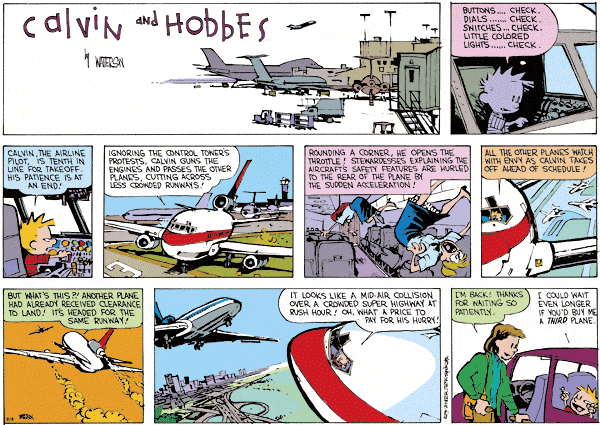 CALVIN and HOBBES
by WATTERSON
BUTTONS.... CHECK.
DIALS....... CHECK.
SWITCHES... CHECK.
LITTLE COLORED
LIGHTS...... CHECK.
CALVIN, THE AIRLINE
PILOT, IS TENTH IN
LINE FOR TAKEOFF.
HIS PATIENCE IS AT
AN END!
IGNORING THE CONTROL TOWER'S
PROTESTS, CALVIN GUNS THE
ENGINES AND PASSES THE OTHER
PLANES, CUTTING ACROSS
LESS CROWDED RUNWAYS!
ROUNDING A CORNER, HE OPENS THE
THROTTLE! STEWARDESSES EXPLAINING THE
AIRCRAFT'S SAFETY FEATURES ARE HURLED
TO THE REAR OF THE PLANE BY
THE SUDDEN ACCELERATION!
ALL THE OTHER PLANES WATCH
WITH ENVY AS CALVIN TAKES
OFF AHEAD OF SCHEDULE!
BUT WHAT'S THIS?! ANOTHER PLANE
HAD ALREADY RECEIVED CLEARANCE
TO LAND! IT'S HEADED FOR THE
SAME RUNWAY!
IT LOOKS LIKE A MID-AIR COLLISION
OVER A CROWDED SUPER HIGHWAY AT
RUSH HOUR! OH, WHAT A PRICE TO
PAY FOR HIS HURRY!
I'M BACK! THANKS
FOR WAITING SO
PATIENTLY.
I COULD WAIT
EVEN LONGER
IF YOU'D BUY ME
A THIRD PLANE.